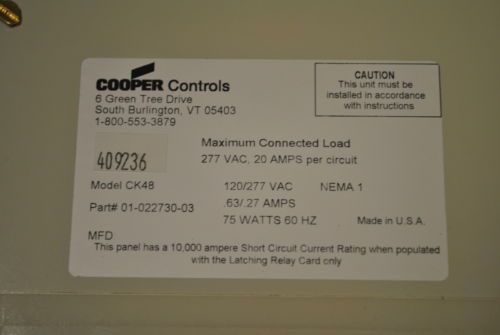 COOPER Controls
6 Green Tree Drive
South Burlington, VT 05403
1-800-553-3879
CAUTION
This unit must be
installed in accordance
with instructions
409236
Maximum Connected Load
277 VAC, 20 AMPS per circuit
Model CK48
120/277 VAC NEMA 1
Part# 01-022730-03
.63/.27 AMPS
75 WATTS 60 HZ
Made in U.S.A.
MFD
This panel has a 10,000 ampere Short Circuit Current Rating when populated
with the Latching Relay Card only